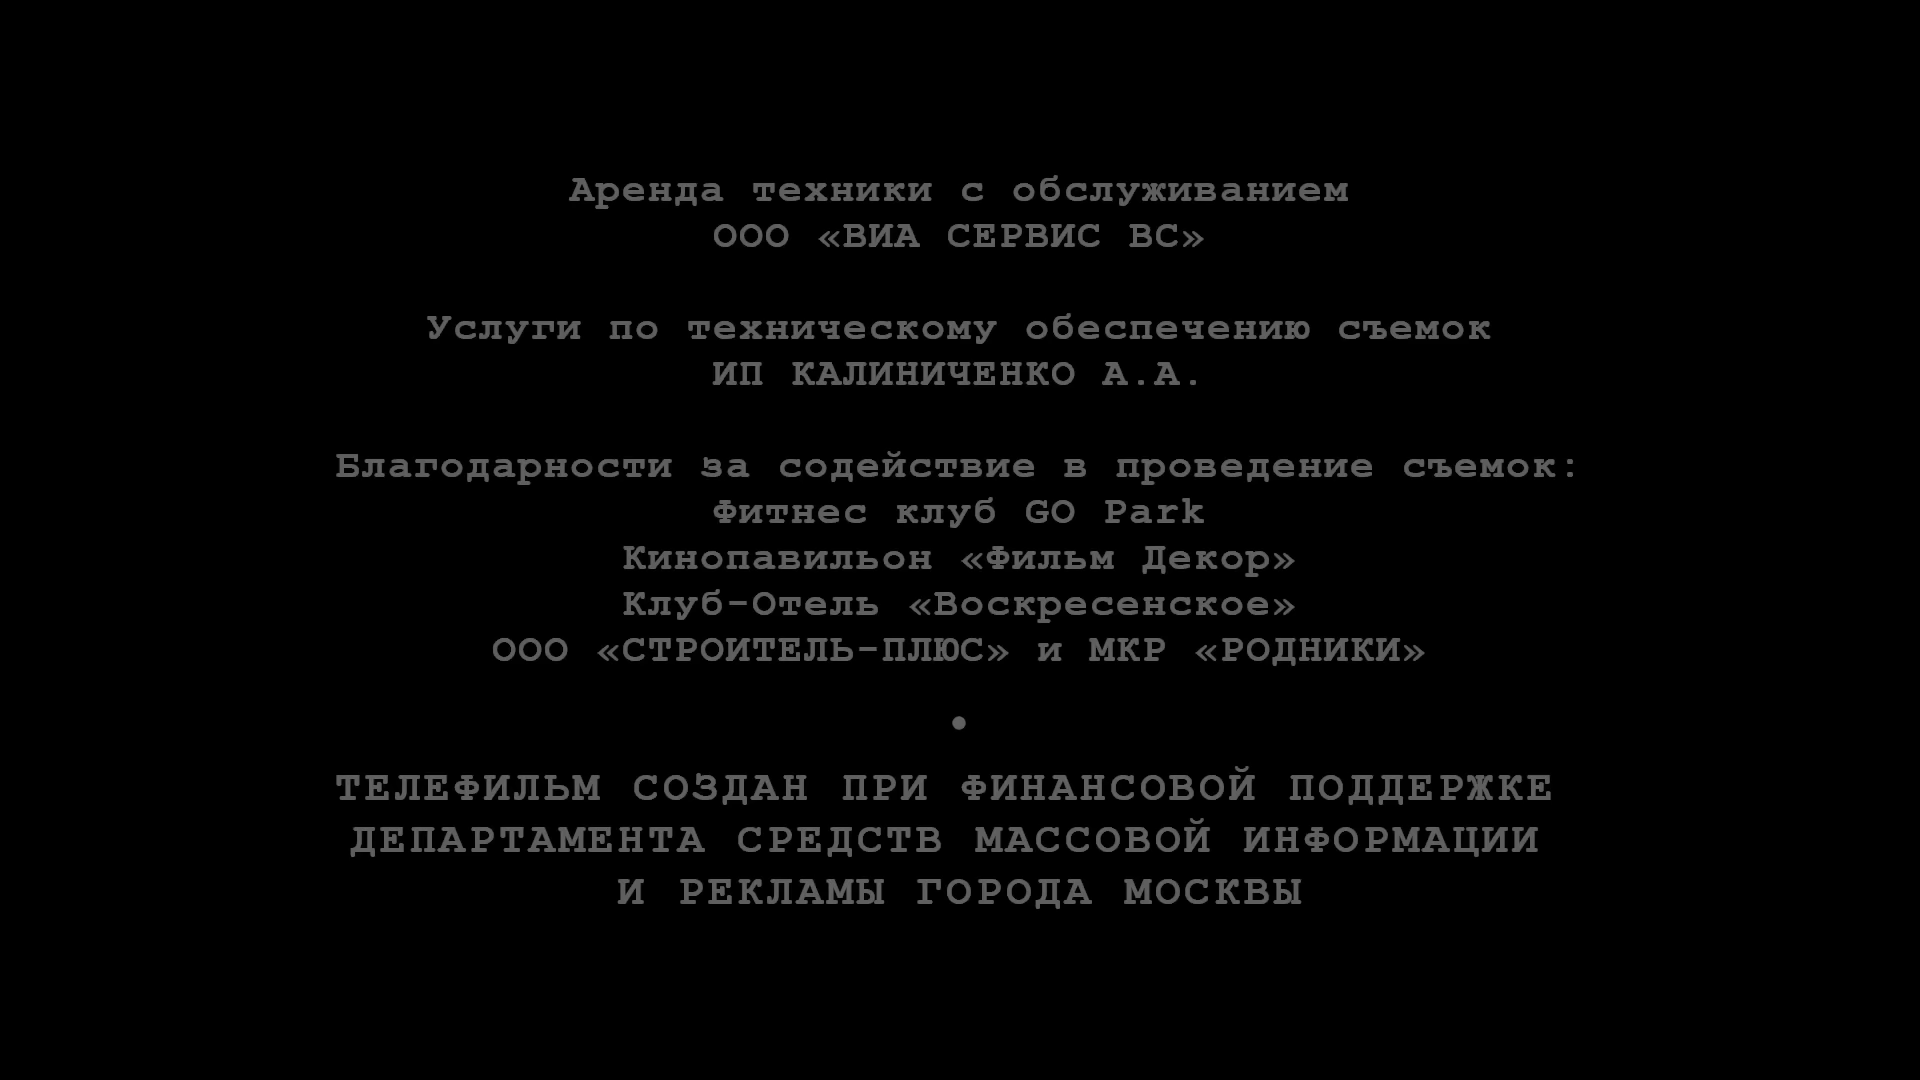 Аренда техники с обслуживанием
ООО «ВИА СЕРВИС ВС»
Услуги по техническому обеспечению съемок
ИП КАЛИНИЧЕНКО А.А.
Благодарности за содействие в проведение съемок:
Фитнес клуб GO Park
Кинопавильон «Фильм Декор»
Клуб-Отель «Воскресенское»
ООО «СТРОИТЕЛЬ-ПЛЮС» и МКР «РОДНИКИ»
•
ТЕЛЕФИЛЬМ СОЗДАН ПРИ ФИНАНСОВОЙ ПОДДЕРЖКЕ
ДЕПАРТАМЕНТА СРЕДСТВ МАССОВОЙ ИНФОРМАЦИИ
И РЕКЛАМЫ ГОРОДА МОСКВЫ